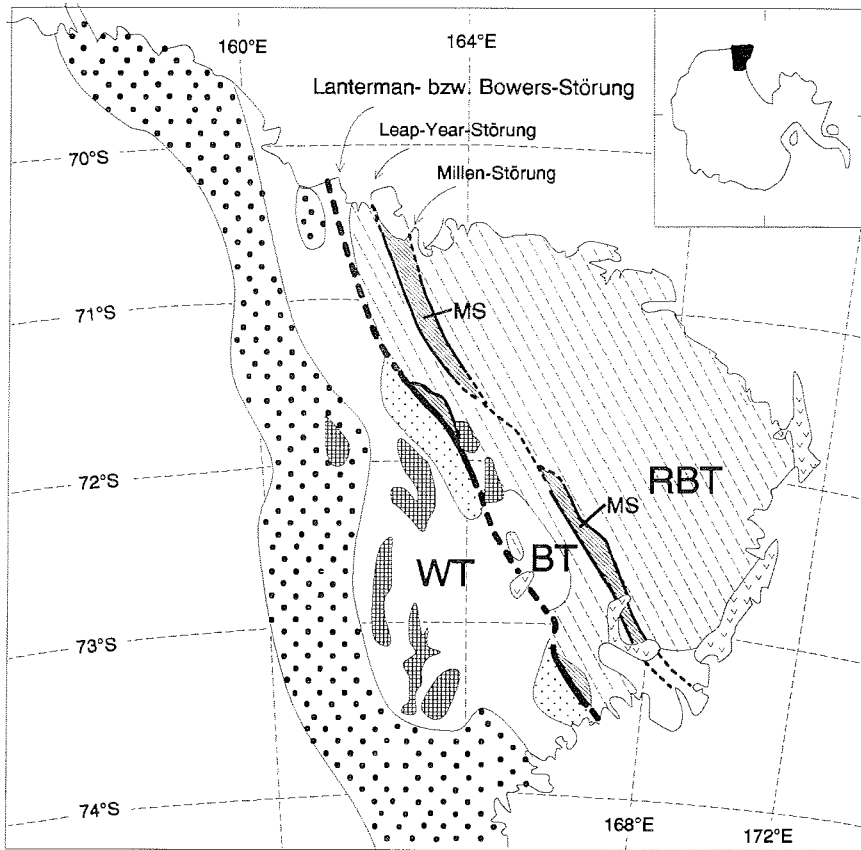 160°E
164°E
Lanterman- bzw. Bowers-Störung
Leap-Year-Störung
Millen-Störung
70°S
71°S
MS
72°S
RBT
MS
BT
WT
73°S
74°S
168°E
172°E